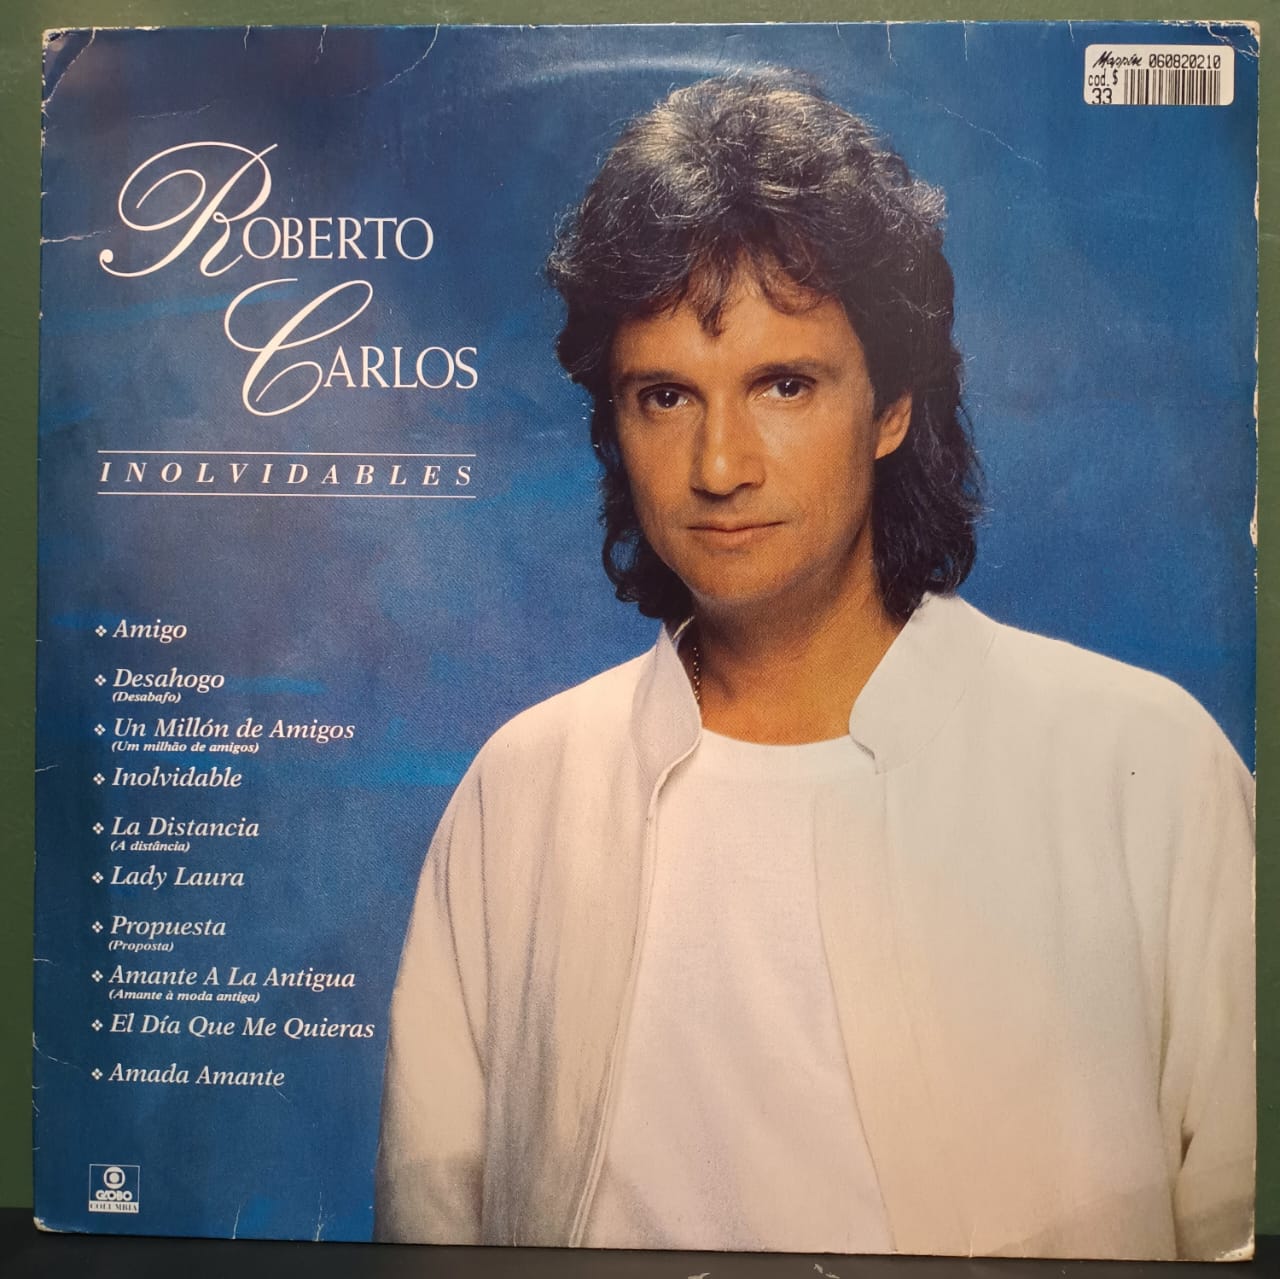 Mappin 060820210
cod. $
33
ROBERTO
CARLOS
INOLVIDABLES
❖ Amigo
❖ Desahogo
(Desabafo)
❖ Un Millón de Amigos
(Um milhão de amigos)
❖ Inolvidable
❖ La Distancia
(A distância)
❖ Lady Laura
❖ Propuesta
(Proposta)
❖ Amante A La Antigua
(Amante à moda antiga)
❖ El Día Que Me Quieras
❖ Amada Amante
GLOBO
COLUMBIA